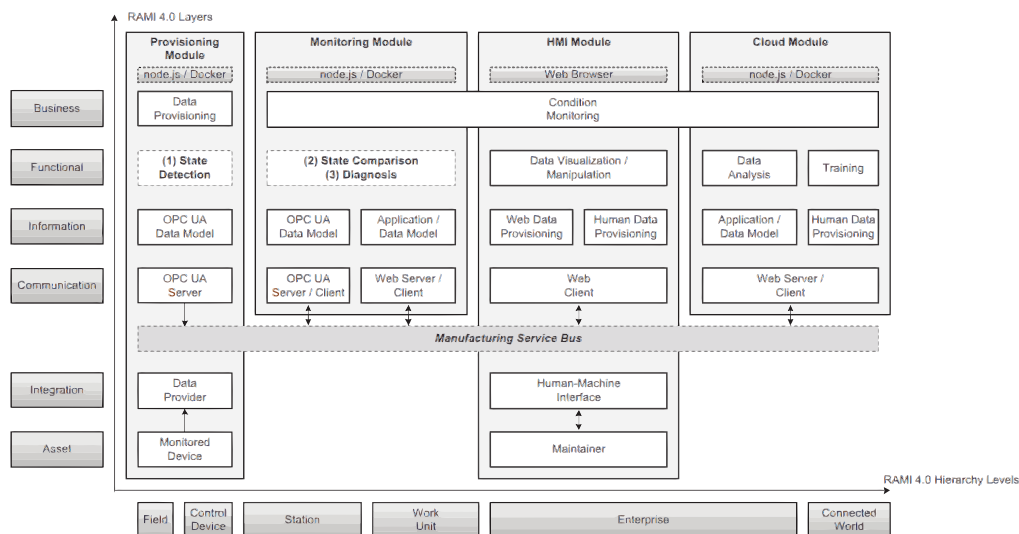 RAMI 4.0 Layers
Provisioning
Module
Monitoring Module
HMI Module
Cloud Module
node.js / Docker
node.js / Docker
Web Browser
node.js / Docker
Business
Data
Provisioning
Condition
Monitoring
Functional
(1) State
Detection
(2) State Comparison
(3) Diagnosis
Data Visualization /
Manipulation
Data
Analysis
Training
Information
OPC UA
Data Model
OPC UA
Data Model
Application /
Data Model
Web Data
Provisioning
Human Data
Provisioning
Application /
Data Model
Human Data
Provisioning
Communication
OPC UA
Server
OPC UA
Server / Client
Web Server /
Client
Web
Client
Web Server /
Client
Manufacturing Service Bus
Integration
Data
Provider
Human-Machine
Interface
Asset
Monitored
Device
Maintainer
RAMI 4.0 Hierarchy Levels
Field
Control
Device
Station
Work
Unit
Enterprise
Connected
World